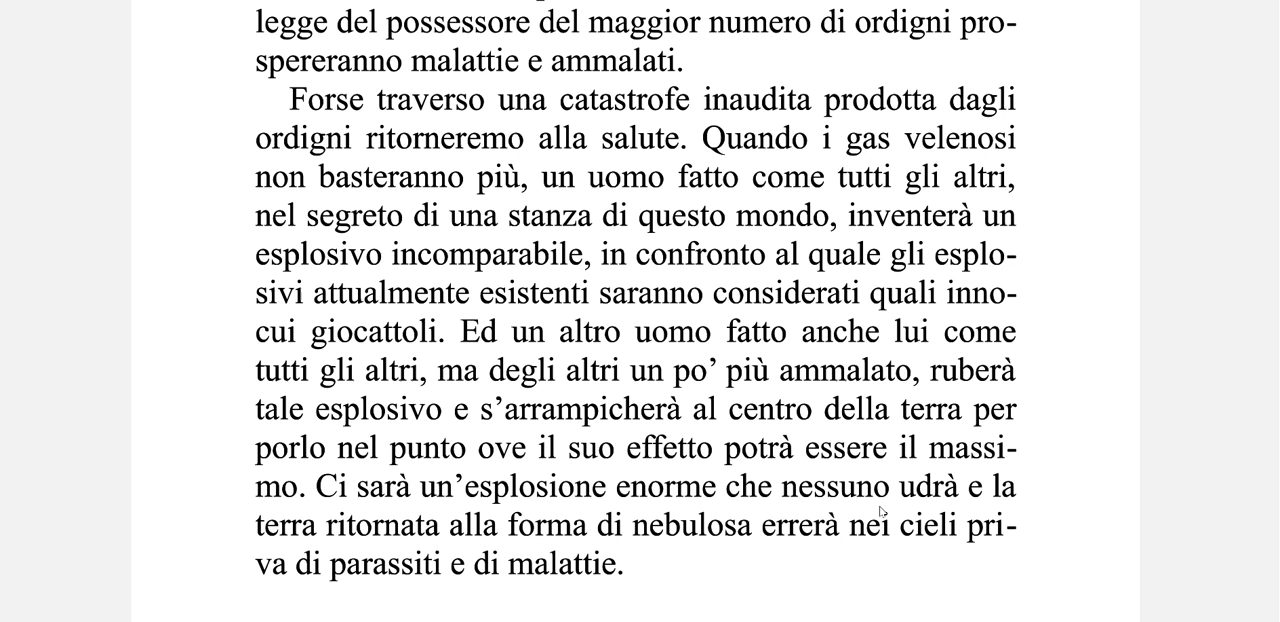 legge del possessore del maggior numero di ordigni pro-
spereranno malattie e ammalati.
Forse traverso una catastrofe inaudita prodotta dagli
ordigni ritorneremo alla salute. Quando i gas velenosi
non basteranno più, un uomo fatto come tutti gli altri,
nel segreto di una stanza di questo mondo, inventerà un
esplosivo incomparabile, in confronto al quale gli esplo-
sivi attualmente esistenti saranno considerati quali inno-
cui giocattoli. Ed un altro uomo fatto anche lui come
tutti gli altri, ma degli altri un po’ più ammalato, ruberà
tale esplosivo e s’arrampicherà al centro della terra per
porlo nel punto ove il suo effetto potrà essere il massi-
mo. Ci sarà un’esplosione enorme che nessuno udrà e la
terra ritornata alla forma di nebulosa errerà nei cieli pri-
va di parassiti e di malattie.